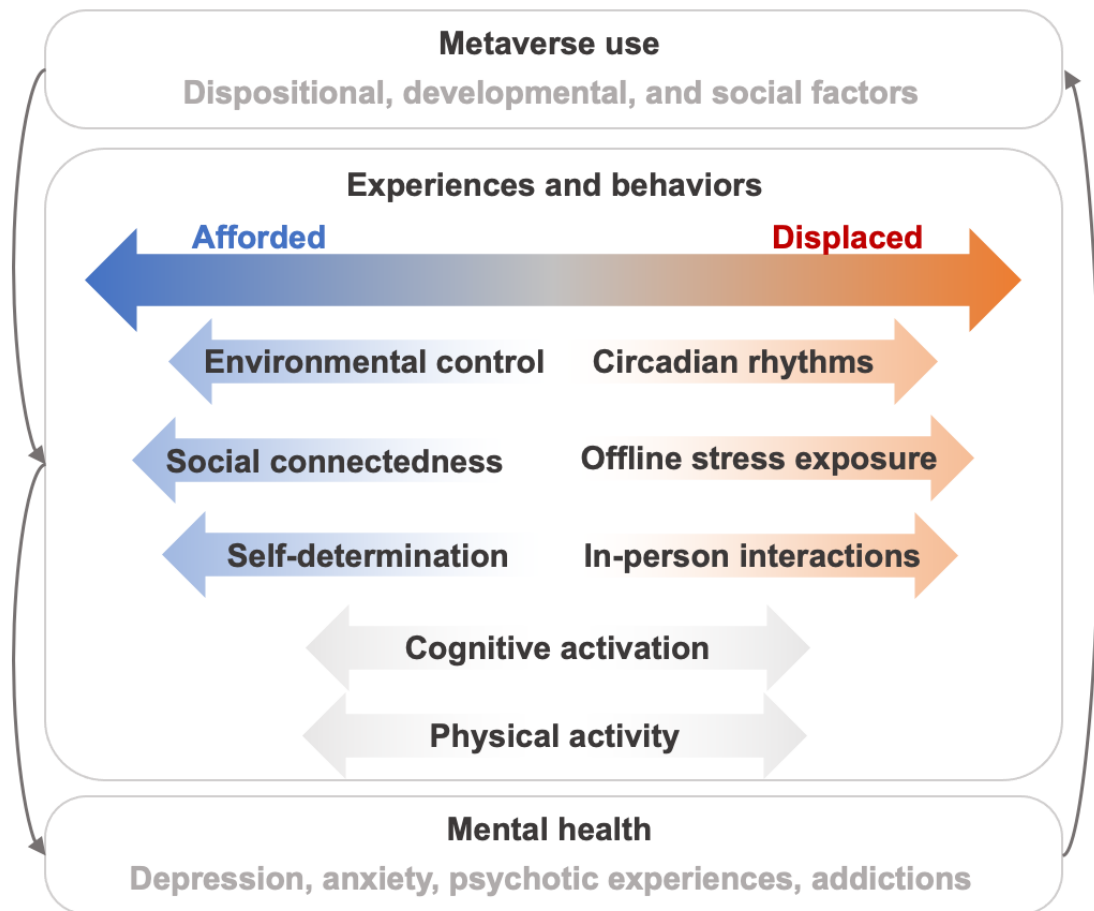 Metaverse use
Dispositional, developmental, and social factors
Experiences and behaviors
Afforded
Displaced
Environmental control
Circadian rhythms
Social connectedness
Offline stress exposure
Self-determination
In-person interactions
Cognitive activation
Physical activity
Mental health
Depression, anxiety, psychotic experiences, addictions